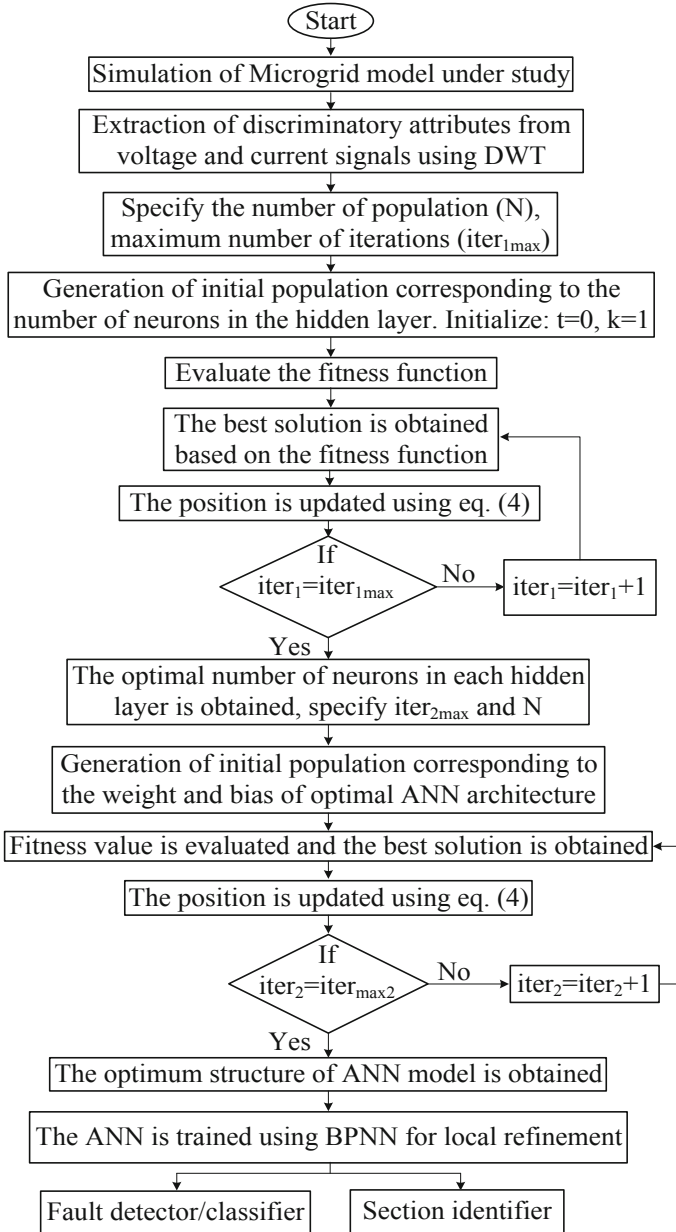 Start
Simulation of Microgrid model under study
Extraction of discriminatory attributes from
voltage and current signals using DWT
Specify the number of population (N),
maximum number of iterations (iter1max)
Generation of initial population corresponding to the
number of neurons in the hidden layer. Initialize: t=0, k=1
Evaluate the fitness function
The best solution is obtained
based on the fitness function
The position is updated using eq. (4)
If
iter1=iter1max
No
iter1=iter1+1
Yes
The optimal number of neurons in each hidden
layer is obtained, specify iter2max and N
Generation of initial population corresponding to
the weight and bias of optimal ANN architecture
Fitness value is evaluated and the best solution is obtained
The position is updated using eq. (4)
If
iter2=itermax2
No
iter2=iter2+1
Yes
The optimum structure of ANN model is obtained
The ANN is trained using BPNN for local refinement
Fault detector/classifier
Section identifier